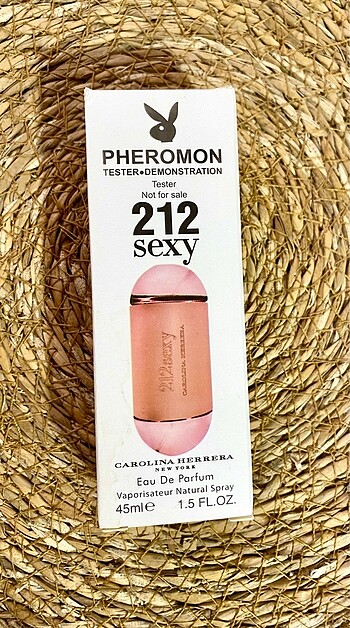 PHEROMON
TESTER•DEMONSTRATION
Tester
Not for sale
212
sexy
212sexy
CAROLINA HERRERA
CAROLINA HERRERA
NEW YORK
Eau De Parfum
Vaporisateur Natural Spray
45ml℮ 1.5 FL.OZ.